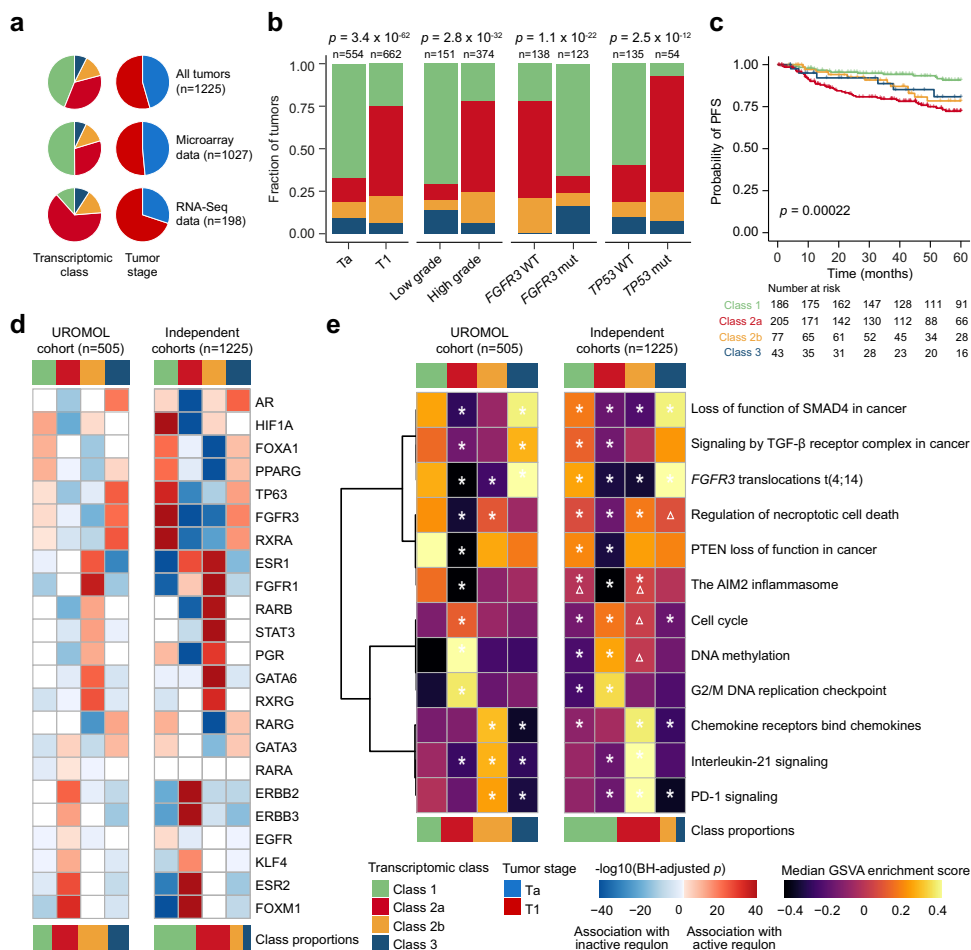 a
All tumors
(n=1225)
Microarray
data (n=1027)
RNA-Seq
data (n=198)
Transcriptomic
class
Tumor
stage
b
p = 3.4 x 10-62
p = 2.8 x 10-32
p = 1.1 x 10-22
p = 2.5 x 10-12
n=554 n=662 n=151 n=374 n=138 n=123 n=135 n=54
Fraction of tumors
1.00
0.75
0.50
0.25
0.00
Ta
T1
Low grade
High grade
FGFR3 WT
FGFR3 mut
TP53 WT
TP53 mut
c
Probability of PFS
1.00
0.75
0.50
0.25
0.00
p = 0.00022
0 10 20 30 40 50 60
Time (months)
Number at risk
Class 1 186 175 162 147 128 111 91
Class 2a 205 171 142 130 112 88 66
Class 2b 77 65 61 52 45 34 28
Class 3 43 35 31 28 23 20 16
d
UROMOL
cohort (n=505)
Independent
cohorts (n=1225)
AR
HIF1A
FOXA1
PPARG
TP63
FGFR3
RXRA
ESR1
FGFR1
RARB
STAT3
PGR
GATA6
RXRG
RARG
GATA3
RARA
ERBB2
ERBB3
EGFR
KLF4
ESR2
FOXM1
Class proportions
e
UROMOL
cohort (n=505)
Independent
cohorts (n=1225)
Loss of function of SMAD4 in cancer
Signaling by TGF-β receptor complex in cancer
FGFR3 translocations t(4;14)
Regulation of necroptotic cell death
PTEN loss of function in cancer
The AIM2 inflammasome
Cell cycle
DNA methylation
G2/M DNA replication checkpoint
Chemokine receptors bind chemokines
Interleukin-21 signaling
PD-1 signaling
Class proportions
Transcriptomic class
Class 1
Class 2a
Class 2b
Class 3
Tumor stage
Ta
T1
-log10(BH-adjusted p)
−40 −20 0 20 40
Association with
inactive regulon
Association with
active regulon
Median GSVA enrichment score
−0.4 −0.2 0 0.2 0.4